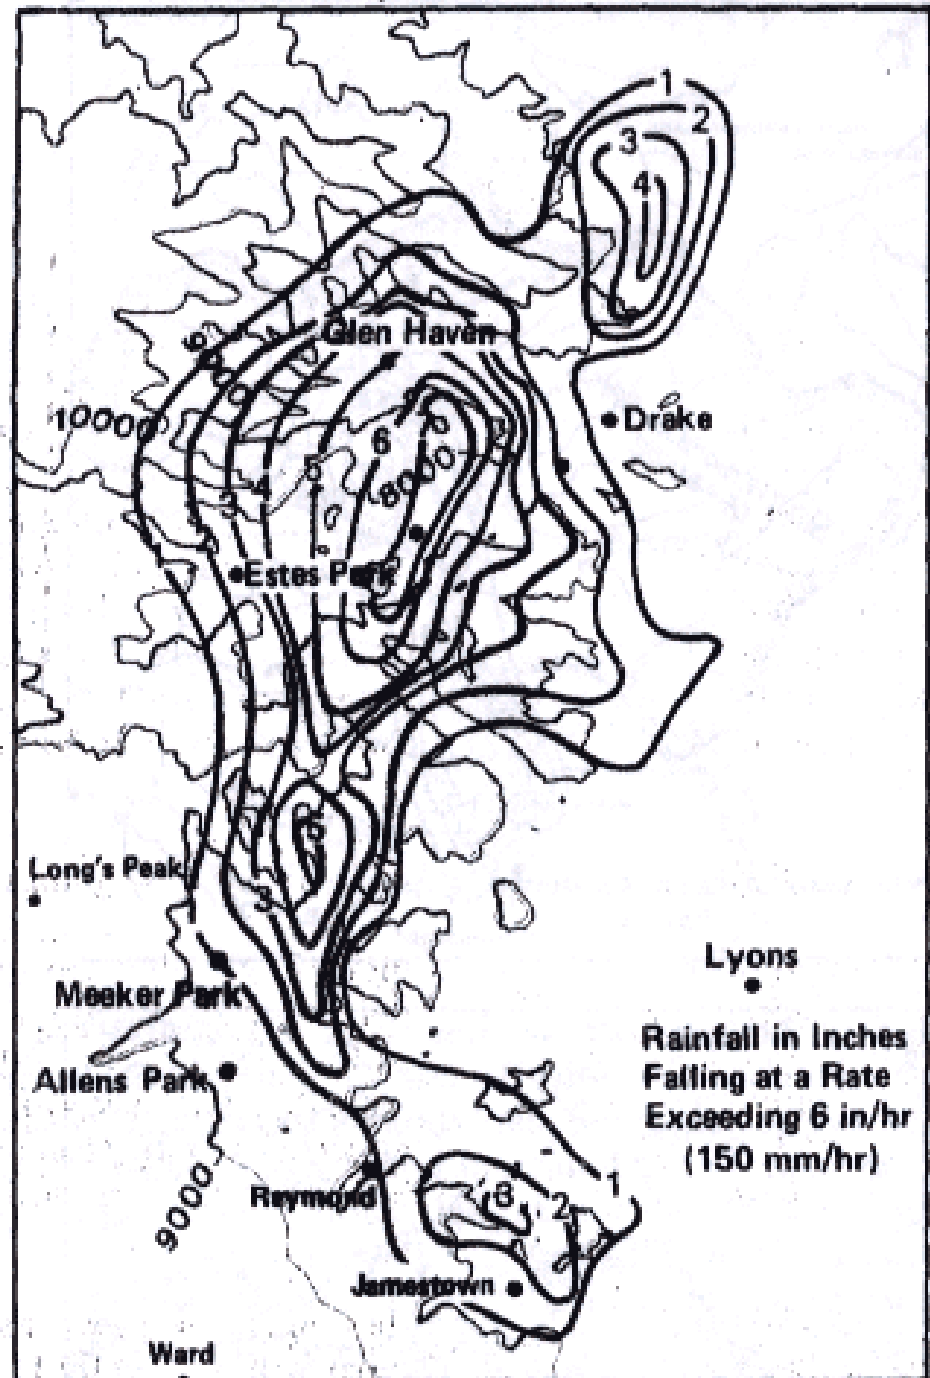 1
2
3
4
Glen Haven
10000
Drake
6
8000
5
Estes Park
Long's Peak
Lyons
Meeker Park
Rainfall in Inches
Allens Park
Falling at a Rate
Exceeding 6 in/hr
(150 mm/hr)
Raymond
1
3
2
9000
Jamestown
Ward